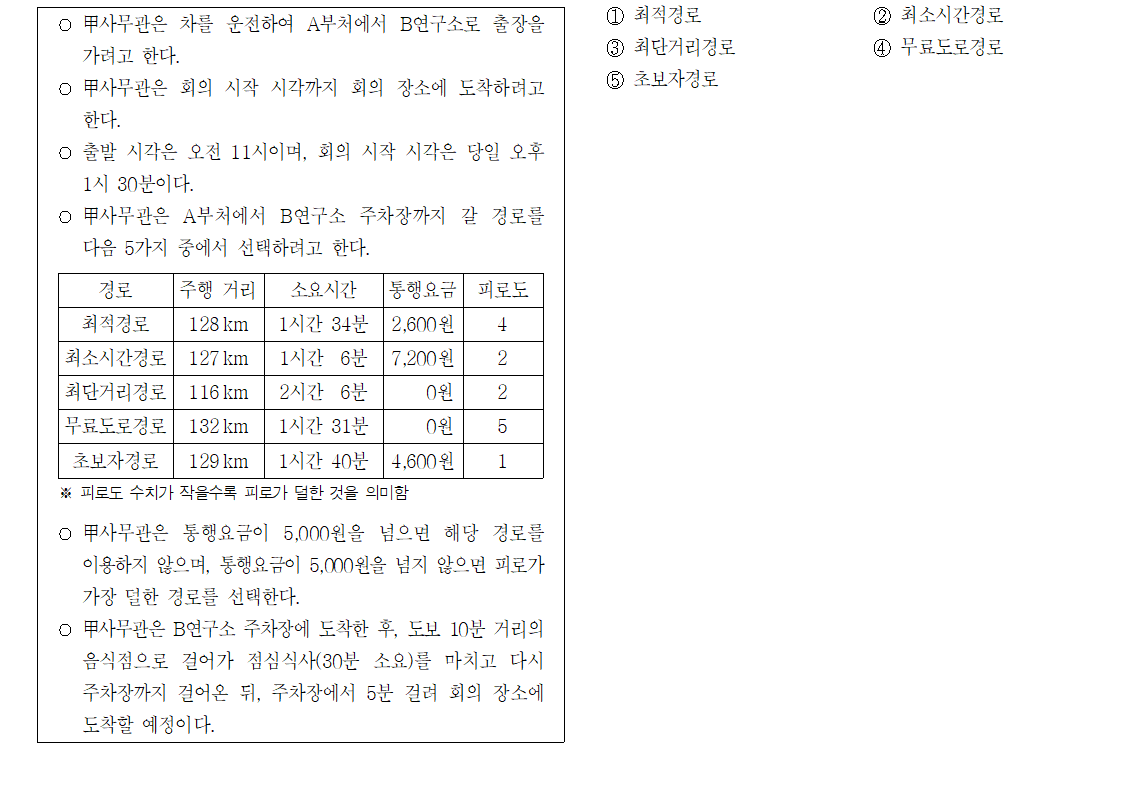 ○ 甲사무관은 차를 운전하여 A부처에서 B연구소로 출장을
가려고 한다.
○ 甲사무관은 회의 시작 시각까지 회의 장소에 도착하려고
한다.
○ 출발 시각은 오전 11시이며, 회의 시작 시각은 당일 오후
1시 30분이다.
○ 甲사무관은 A부처에서 B연구소 주차장까지 갈 경로를
다음 5가지 중에서 선택하려고 한다.
경로 주행 거리 소요시간 통행요금 피로도
최적경로 128km 1시간 34분 2,600원 4
최소시간경로 127km 1시간 6분 7,200원 2
최단거리경로 116km 2시간 6분 0원 2
무료도로경로 132km 1시간 31분 0원 5
초보자경로 129km 1시간 40분 4,600원 1
※ 피로도 수치가 작을수록 피로가 덜한 것을 의미함
○ 甲사무관은 통행요금이 5,000원을 넘으면 해당 경로를
이용하지 않으며, 통행요금이 5,000원을 넘지 않으면 피로가
가장 덜한 경로를 선택한다.
○ 甲사무관은 B연구소 주차장에 도착한 후, 도보 10분 거리의
음식점으로 걸어가 점심식사(30분 소요)를 마치고 다시
주차장까지 걸어온 뒤, 주차장에서 5분 걸려 회의 장소에
도착할 예정이다.
① 최적경로 ② 최소시간경로
③ 최단거리경로 ④ 무료도로경로
⑤ 초보자경로